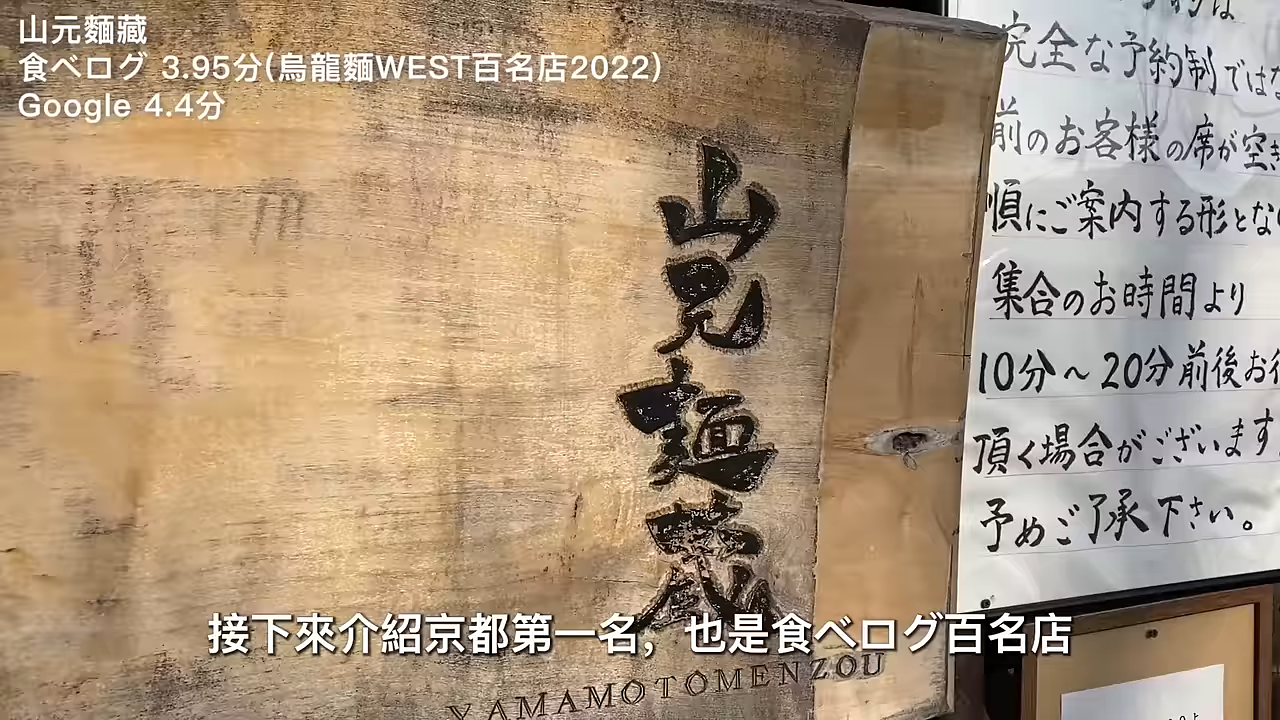 山元麵藏
食べログ 3.95分(烏龍麵WEST百名店2022)
Google 4.4分
山元麺蔵
YAMAMOTOMENZOU
完全な予約制では
前のお客様の席が空き
順にご案内する形とな
集合のお時間より
10分〜20分前後お待
頂く場合がございます。
予めご了承下さい。
接下來介紹京都第一名，也是食べログ百名店